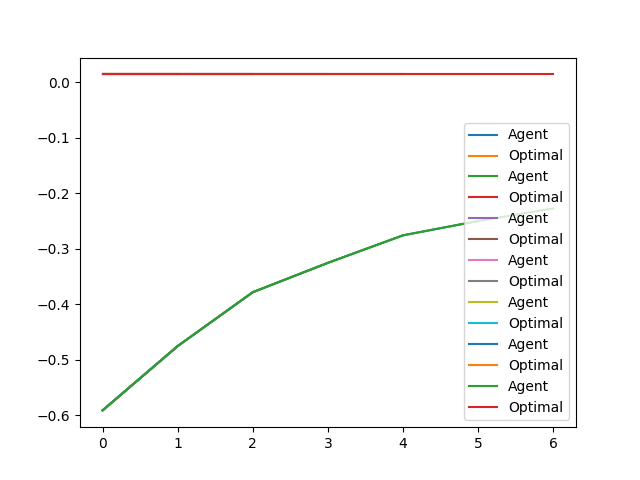 0.0
−0.1
−0.2
−0.3
−0.4
−0.5
−0.6
0 1 2 3 4 5 6
Agent
Optimal
Agent
Optimal
Agent
Optimal
Agent
Optimal
Agent
Optimal
Agent
Optimal
Agent
Optimal